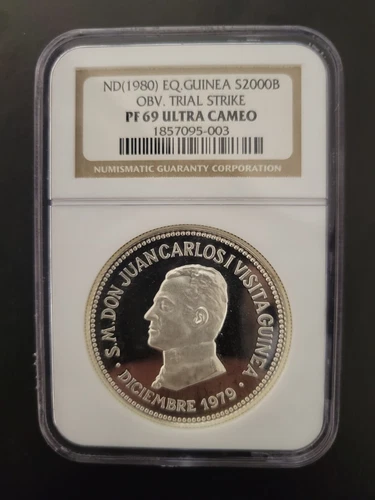 ND(1980) EQ.GUINEA S2000B
OBV. TRIAL STRIKE
PF 69 ULTRA CAMEO
1857095-003
NUMISMATIC GUARANTY CORPORATION
S.M. DON JUAN CARLOS I VISITA GUINEA
· DICIEMBRE 1979 ·